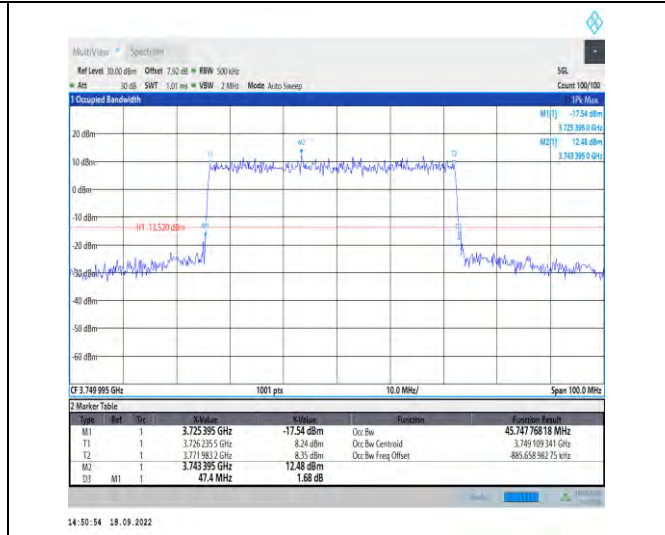 MultiView Spectrum
Ref Level 30.00 dBm Offset 7.92 dB RBW 500 kHz SGL
Att 30 dB SWT 1.01 ms VBW 2 MHz Mode Auto Sweep Count 100/100
1 Occupied Bandwidth 1Pk Max
M1[1] -17.54 dBm
3.725 395 0 GHz
20 dBm M2[1] 12.48 dBm
3.743 395 0 GHz
M2
T1 T2
10 dBm
0 dBm
-10 dBm
H1 -13.520 dBm M1
-20 dBm
-30 dBm
-40 dBm
-50 dBm
-60 dBm
CF 3.749 995 GHz 1001 pts 10.0 MHz/ Span 100.0 MHz
2 Marker Table
Type Ref Trc X-Value Y-Value Function Function Result
M1 1 3.725 395 GHz -17.54 dBm Occ Bw 45.747 768 18 MHz
T1 1 3.726 235 5 GHz 8.24 dBm Occ Bw Centroid 3.749 109 341 GHz
T2 1 3.771 983 2 GHz 8.35 dBm Occ Bw Freq Offset -885.658 982 75 kHz
M2 1 3.743 395 GHz 12.48 dBm
D3 M1 1 47.4 MHz 1.68 dB
14:50:54 18.09.2022